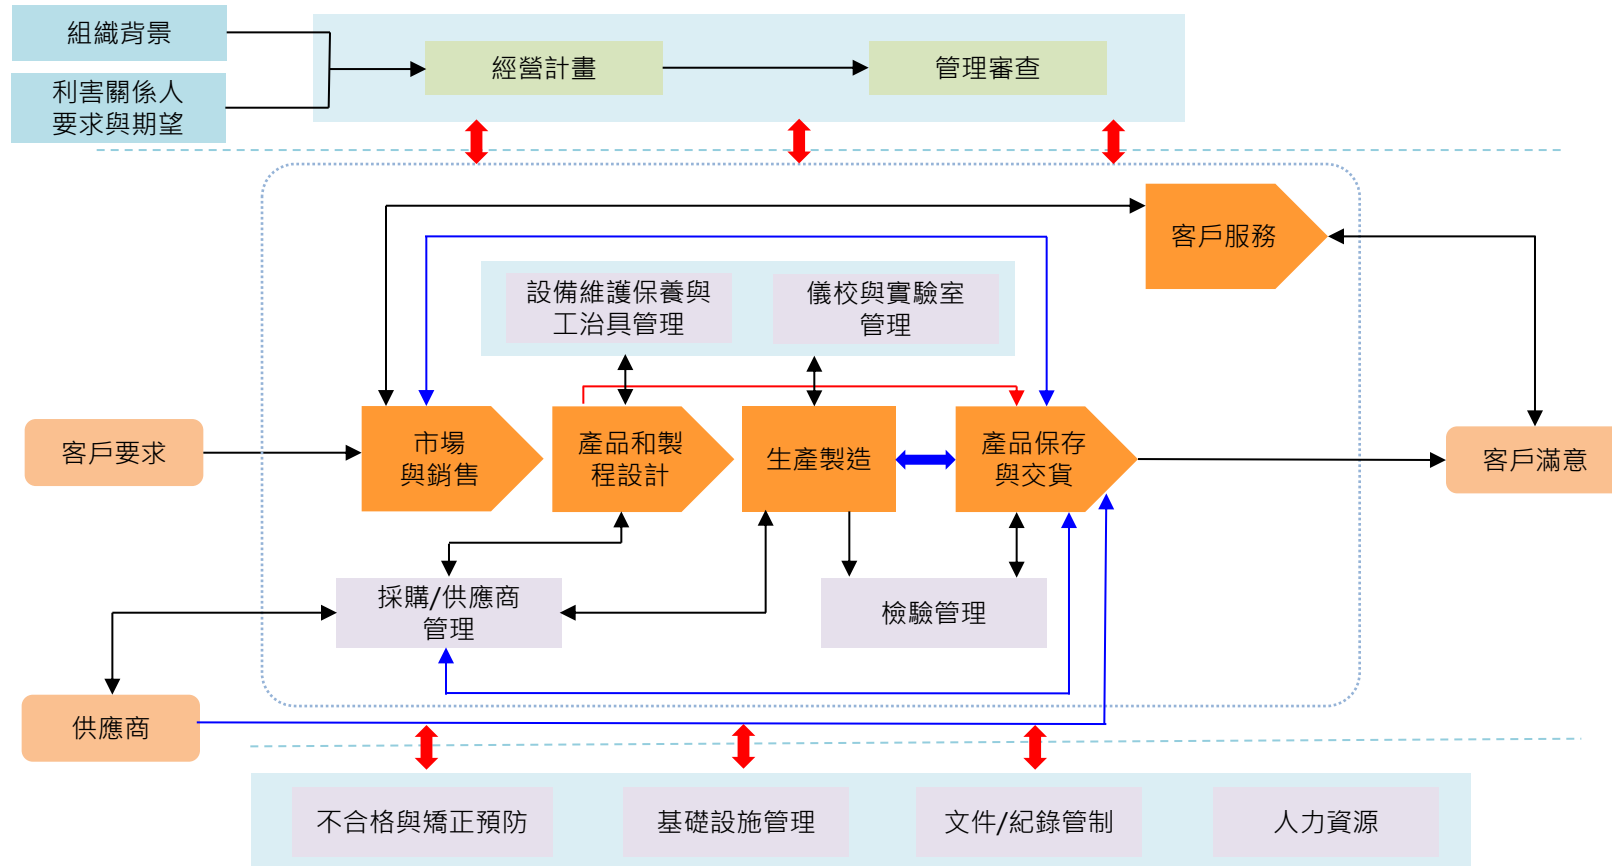 組織背景
利害關係人
要求與期望
經營計畫
管理審查
客戶服務
設備維護保養與
工治具管理
儀校與實驗室
管理
客戶要求
市場
與銷售
產品和製
程設計
生產製造
產品保存
與交貨
客戶滿意
採購/供應商
管理
檢驗管理
供應商
不合格與矯正預防
基礎設施管理
文件/紀錄管制
人力資源